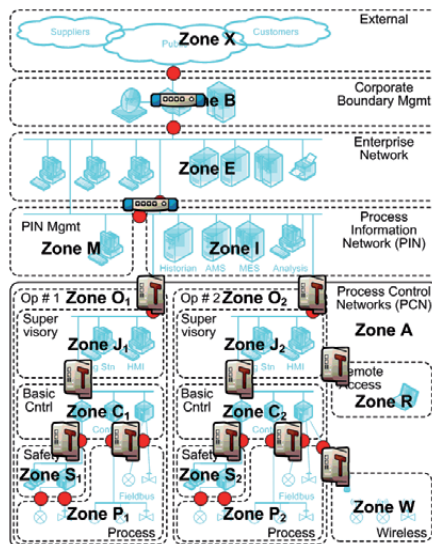 External
Suppliers
Customers
Zone X
Corporate
Boundary Mgmt
Zone B
Enterprise
Network
Zone E
PIN Mgmt
Zone M
Zone I
Process
Information
Network (PIN)
Historian AMS MES Analysis
Op # 1 Zone O1
Op # 2 Zone O2
Process Control
Networks (PCN)
Zone A
Super
visory
Zone J1
HMI
Super
visory
Zone J2
HMI
Remote
Access
Zone R
Basic
Cntrl
Zone C1
Basic
Cntrl
Zone C2
Safety
Zone S1
Fieldbus
Safety
Zone S2
Fieldbus
Zone P1
Process
Zone P2
Process
Zone W
Wireless